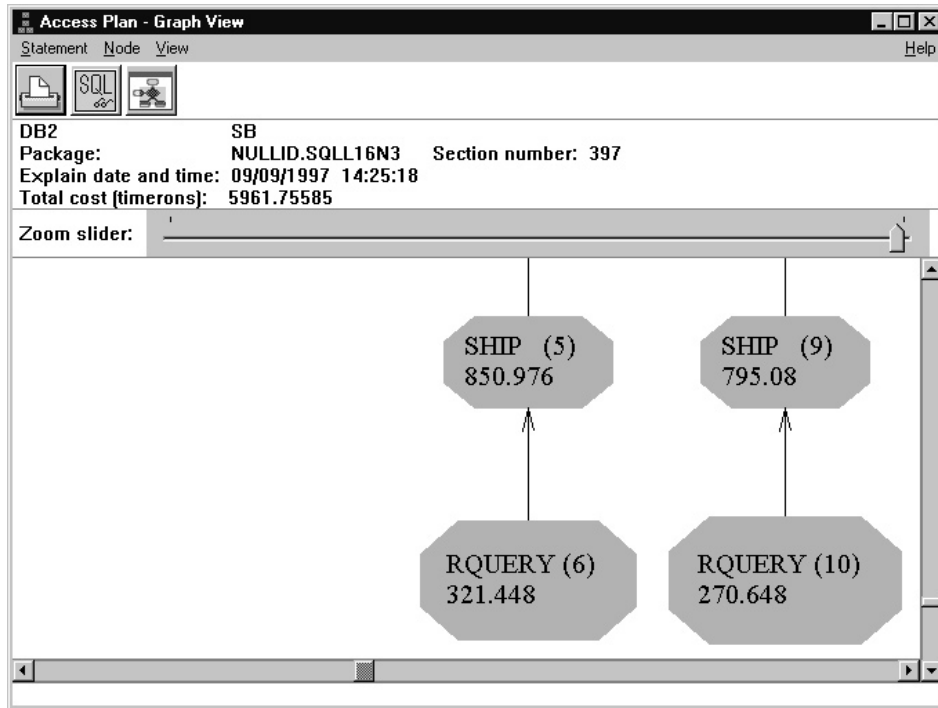 Access Plan - Graph View
Statement Node View Help
SQL
DB2 SB
Package: NULLID.SQLL16N3 Section number: 397
Explain date and time: 09/09/1997 14:25:18
Total cost (timerons): 5961.75585
Zoom slider:
SHIP (5) SHIP (9)
850.976 795.08
RQUERY (6) RQUERY (10)
321.448 270.648